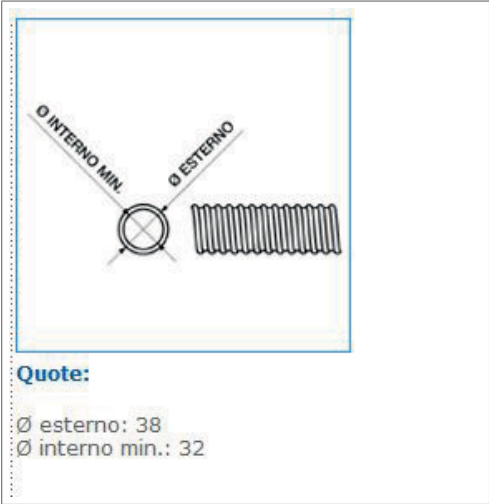 Ø INTERNO MIN.
Ø ESTERNO
Quote:
Ø esterno: 38
Ø interno min.: 32